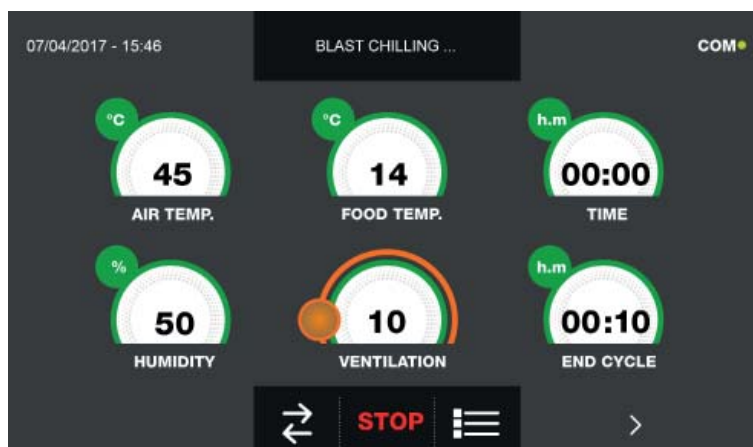 07/04/2017 - 15:46
BLAST CHILLING ...
COM
°C
45
AIR TEMP.
°C
14
FOOD TEMP.
h.m
00:00
TIME
%
50
HUMIDITY
10
VENTILATION
h.m
00:10
END CYCLE
STOP